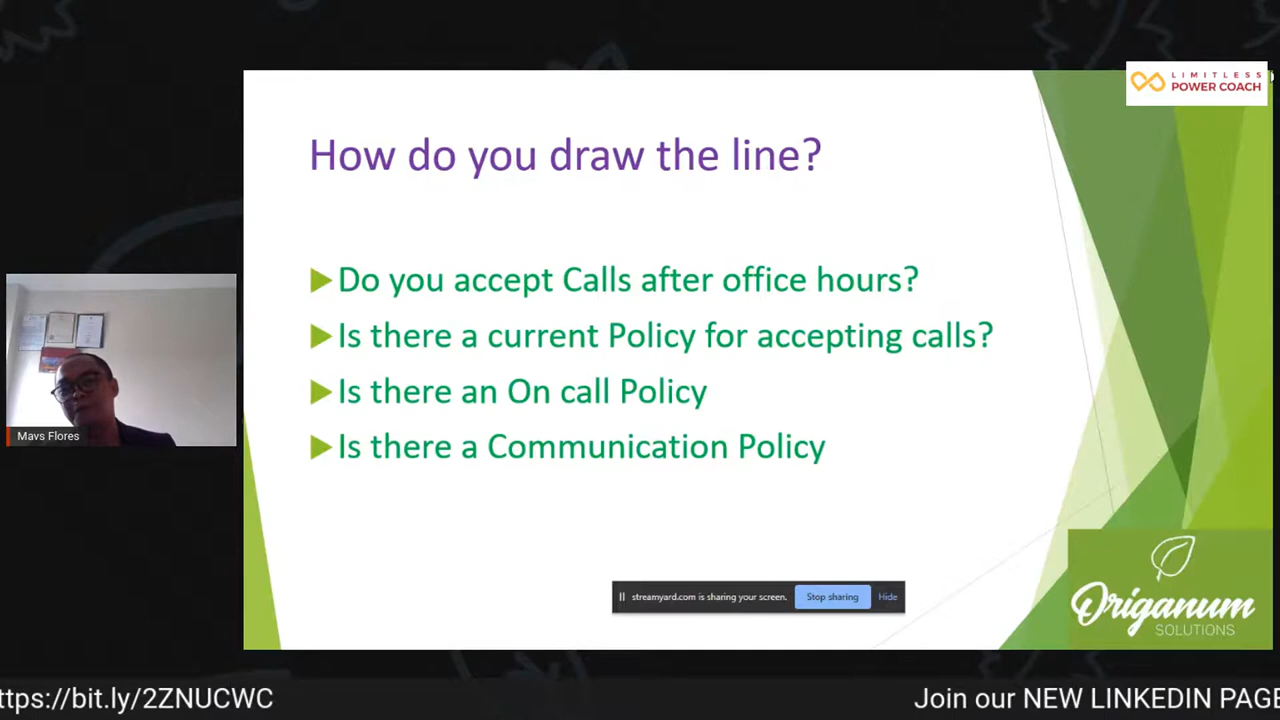 LIMITLESS
POWER COACH
How do you draw the line?
Do you accept Calls after office hours?
Is there a current Policy for accepting calls?
Is there an On call Policy
Is there a Communication Policy
Mavs Flores
streamyard.com is sharing your screen.
Stop sharing
Hide
Origanum
SOLUTIONS
ttps://bit.ly/2ZNUCWC
Join our NEW LINKEDIN PAGE